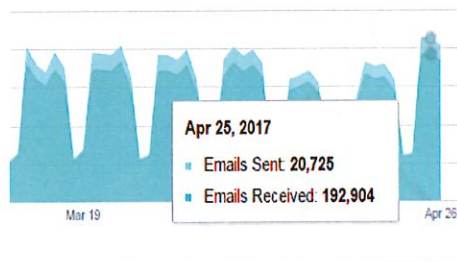 Apr 25, 2017
Emails Sent: 20,725
Emails Received: 192,904
Mar 19
Apr 26